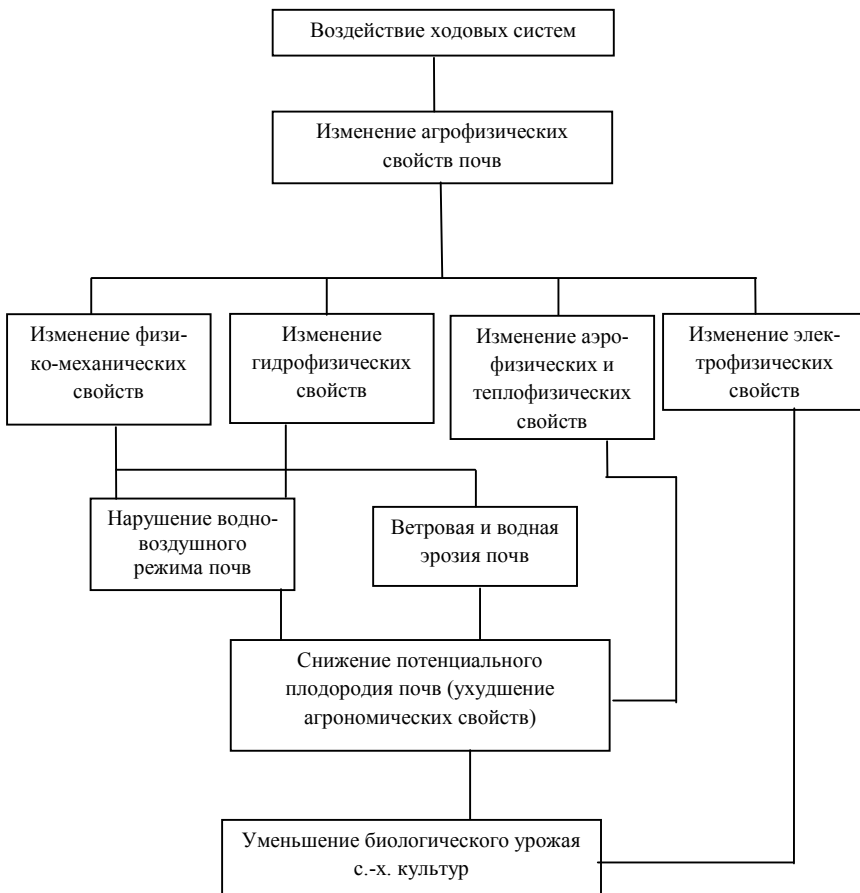 Воздействие ходовых систем
Изменение агрофизических
свойств почв
Изменение физи-
ко-механических
свойств
Изменение
гидрофизических
свойств
Изменение аэро-
физических и
теплофизических
свойств
Изменение элек-
трофизических
свойств
Нарушение водно-
воздушного
режима почв
Ветровая и водная
эрозия почв
Снижение потенциального
плодородия почв (ухудшение
агрономических свойств)
Уменьшение биологического урожая
с.-х. культур